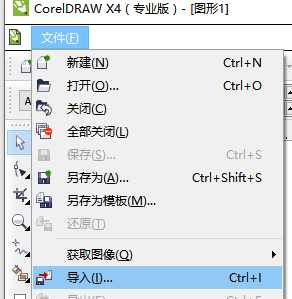 CorelDRAW X4（专业版）- [图形1]
文件(F)
新建(N) Ctrl+N
打开(O)... Ctrl+O
关闭(C)
全部关闭(L)
保存(S)... Ctrl+S
A
另存为(A)... Ctrl+Shift+S
另存为模板(M)...
还原(T)
获取图像(Q)
导入(I)... Ctrl+I